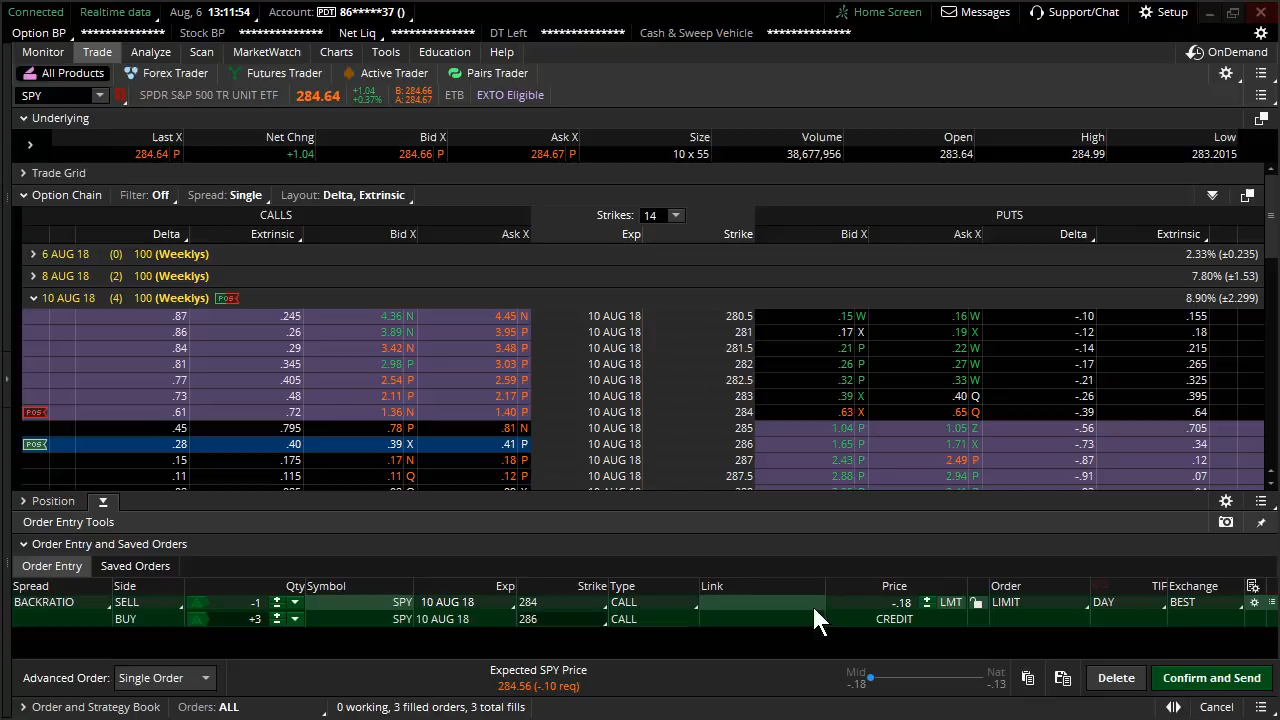 Connected Realtime data Aug, 6 13:11:54 Account: PDT 86*****37 () Home Screen Messages Support/Chat Setup
Option BP ************** Stock BP ************** Net Liq ************** DT Left ************** Cash & Sweep Vehicle **************
Monitor Trade Analyze Scan MarketWatch Charts Tools Education Help OnDemand
All Products Forex Trader Futures Trader Active Trader Pairs Trader
SPY SPDR S&P 500 TR UNIT ETF 284.64 +1.04 +0.37% B: 284.66 A: 284.67 ETB EXTO Eligible
Underlying
Last X Net Chng Bid X Ask X Size Volume Open High Low
284.64 P +1.04 284.66 P 284.67 P 10 x 55 38,677,956 283.64 284.99 283.2015
Trade Grid
Option Chain Filter: Off Spread: Single Layout: Delta, Extrinsic
CALLS Strikes: 14 PUTS
Delta Extrinsic Bid X Ask X Exp Strike Bid X Ask X Delta Extrinsic
6 AUG 18 (0) 100 (Weeklys) 2.33% (±0.235)
8 AUG 18 (2) 100 (Weeklys) 7.80% (±1.53)
10 AUG 18 (4) 100 (Weeklys) POS 8.90% (±2.299)
.87 .245 4.36 N 4.45 N 10 AUG 18 280.5 .15 W .16 W -.10 .155
.86 .26 3.89 N 3.95 P 10 AUG 18 281 .17 X .19 X -.12 .18
.84 .29 3.42 N 3.48 P 10 AUG 18 281.5 .21 P .22 W -.14 .215
.81 .345 2.98 P 3.03 P 10 AUG 18 282 .26 P .27 W -.17 .265
.77 .405 2.54 P 2.59 P 10 AUG 18 282.5 .32 P .33 W -.21 .325
.73 .48 2.11 P 2.17 P 10 AUG 18 283 .39 X .40 Q -.26 .395
POS .61 .72 1.36 N 1.40 P 10 AUG 18 284 .63 X .65 Q -.39 .64
.45 .795 .78 P .81 N 10 AUG 18 285 1.04 P 1.05 Z -.56 .705
POS .28 .40 .39 X .41 P 10 AUG 18 286 1.65 P 1.71 X -.73 .34
.15 .175 .17 N .18 P 10 AUG 18 287 2.43 P 2.49 P -.87 .12
.11 .115 .11 Q .12 P 10 AUG 18 287.5 2.88 P 2.94 P -.91 .07
Position
Order Entry Tools
Order Entry and Saved Orders
Order Entry Saved Orders
Spread Side Qty Symbol Exp Strike Type Link Price Order TIF Exchange
BACKRATIO SELL -1 SPY 10 AUG 18 284 CALL -.18 LMT LIMIT DAY BEST
BUY +3 SPY 10 AUG 18 286 CALL CREDIT
Advanced Order: Single Order Expected SPY Price 284.56 (-.10 req) Mid -.18 Nat -.13 Delete Confirm and Send
Order and Strategy Book Orders: ALL 0 working, 3 filled orders, 3 total fills Cancel